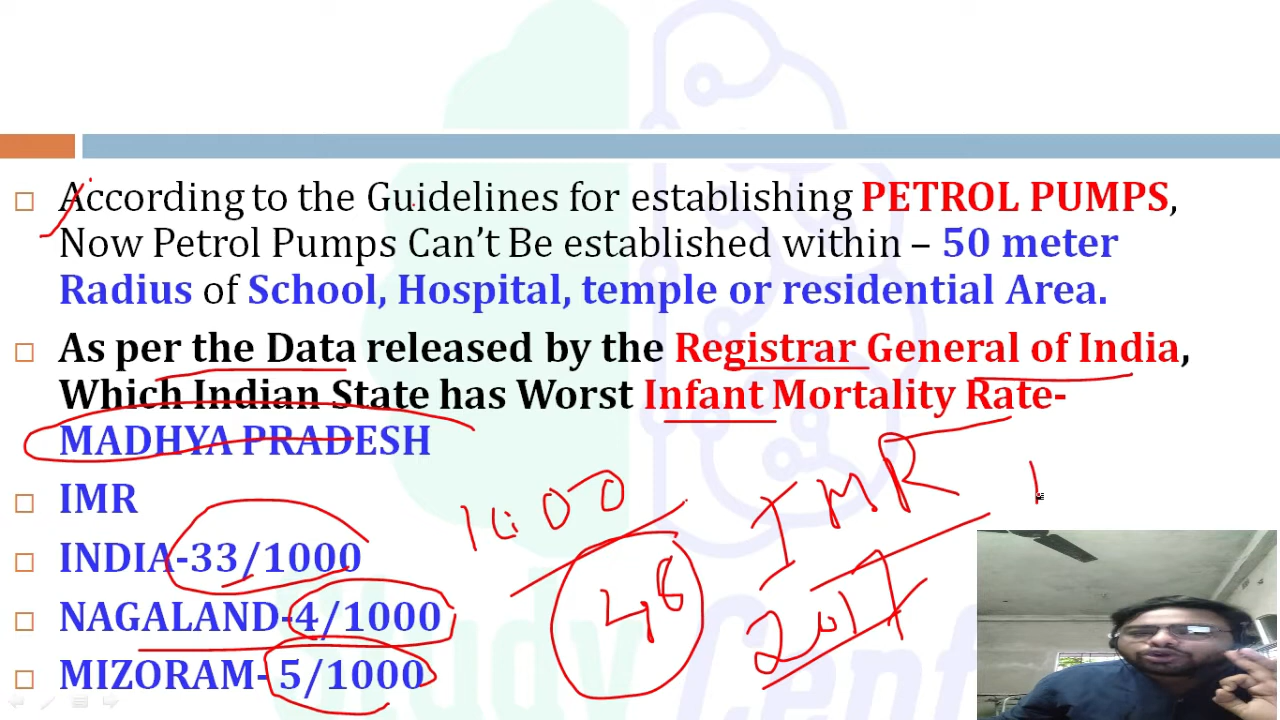 According to the Guidelines for establishing PETROL PUMPS,
Now Petrol Pumps Can't Be established within – 50 meter
Radius of School, Hospital, temple or residential Area.
As per the Data released by the Registrar General of India,
Which Indian State has Worst Infant Mortality Rate-
MADHYA PRADESH
IMR
INDIA-33/1000
NAGALAND-4/1000
MIZORAM- 5/1000
1000
48
IMR
2017
Study Cent